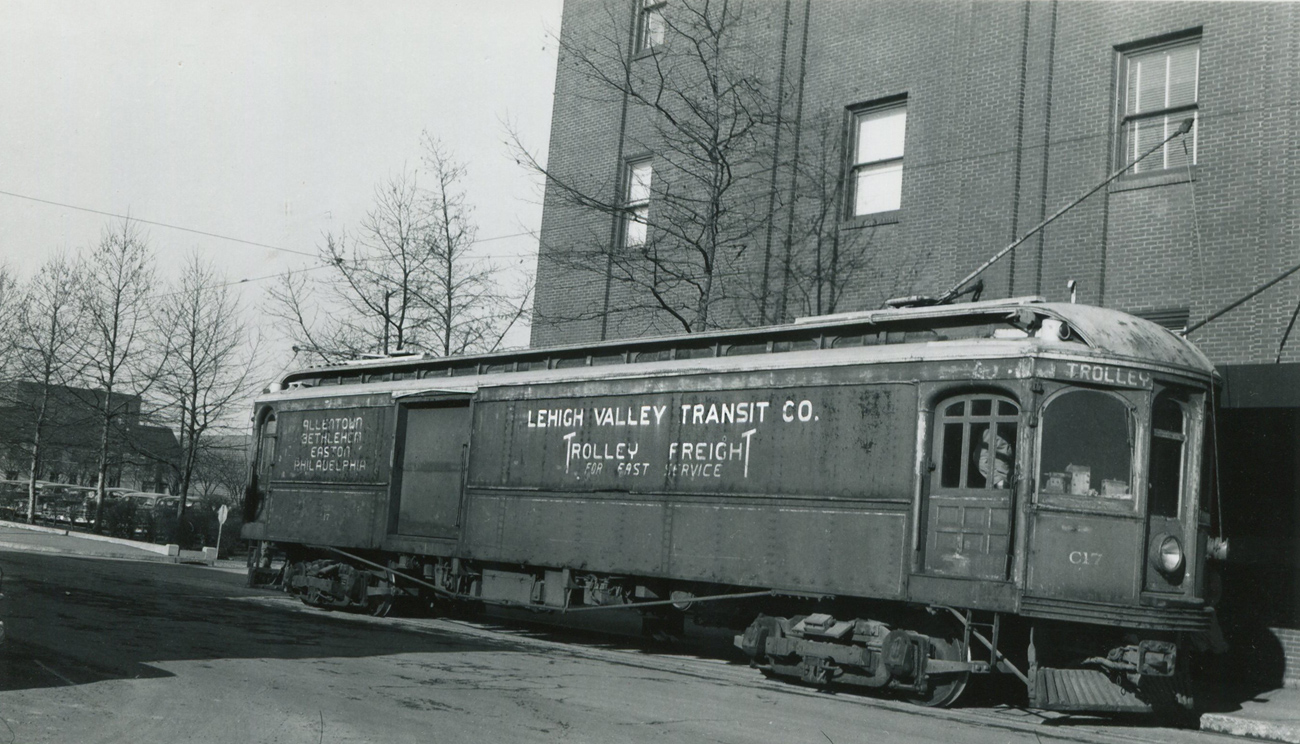 ALLENTOWN
BETHLEHEM
EASTON
PHILADELPHIA
LEHIGH VALLEY TRANSIT CO.
TROLLEY FREIGHT
FOR FAST SERVICE
TROLLEY
C17